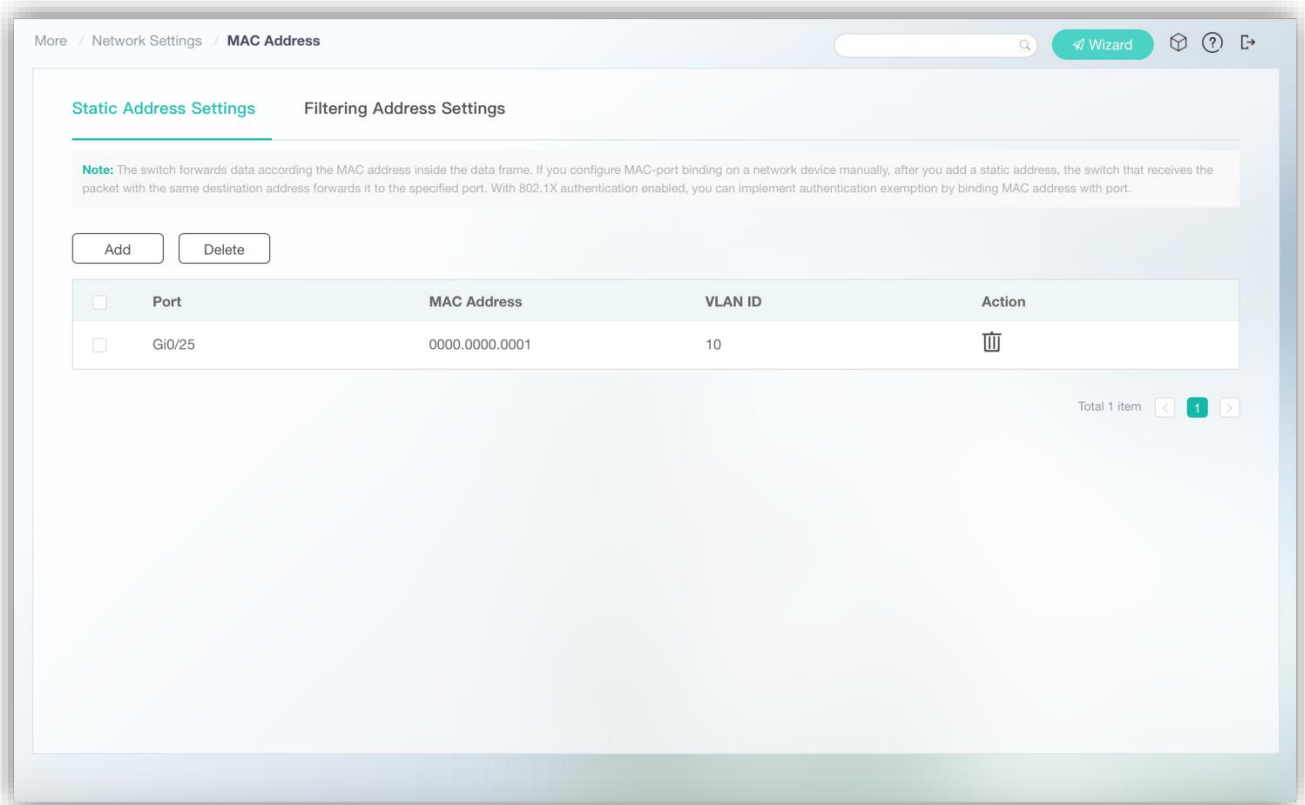 More / Network Settings / MAC Address
Wizard
Static Address Settings Filtering Address Settings
Note: The switch forwards data according the MAC address inside the data frame. If you configure MAC-port binding on a network device manually, after you add a static address, the switch that receives the
packet with the same destination address forwards it to the specified port. With 802.1X authentication enabled, you can implement authentication exemption by binding MAC address with port.
Add Delete
Port MAC Address VLAN ID Action
Gi0/25 0000.0000.0001 10
Total 1 item < 1 >